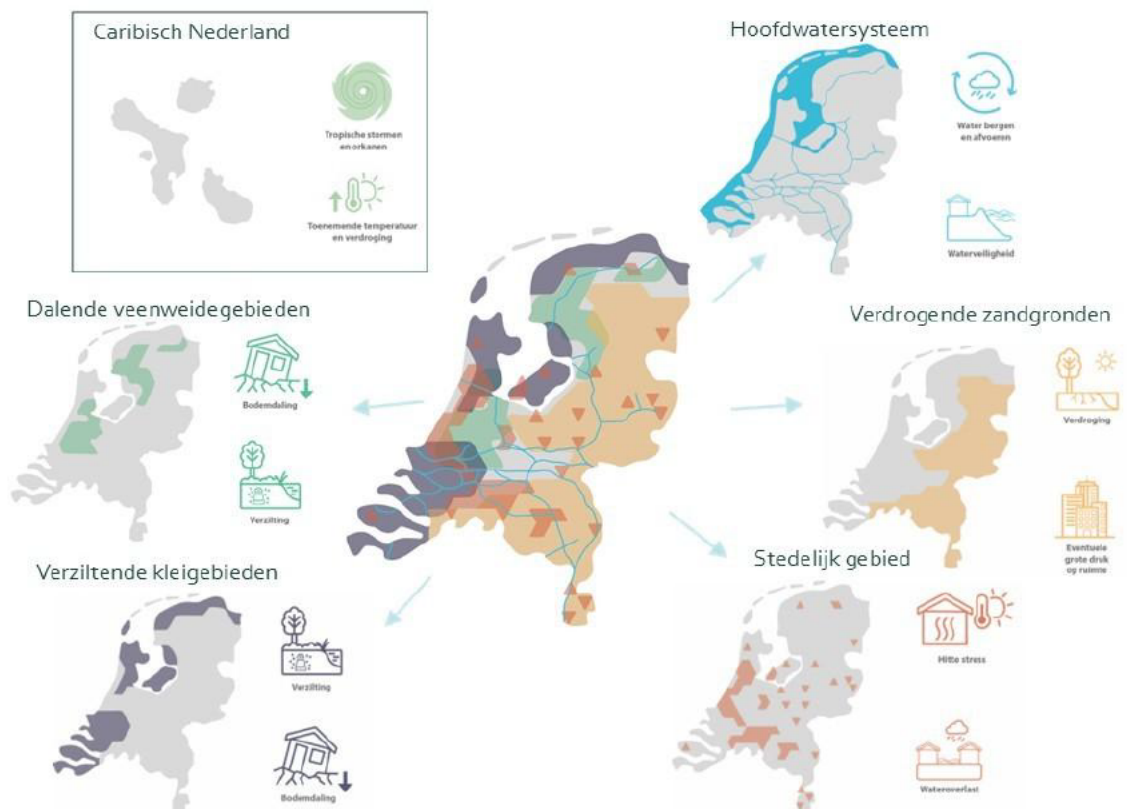 Caribisch Nederland
Tropische stormen
en orkanen
Toenemende temperatuur
en verdroging
Hoofdwatersysteem
Water bergen
en afvoeren
Waterveiligheid
Dalende veenweidegebieden
Bodemdaling
Verzilting
Verdrogende zandgronden
Verdroging
Eventuele
grote druk
op ruimte
Verziltende kleigebieden
Verzilting
Bodemdaling
Stedelijk gebied
Hitte stress
Wateroverlast